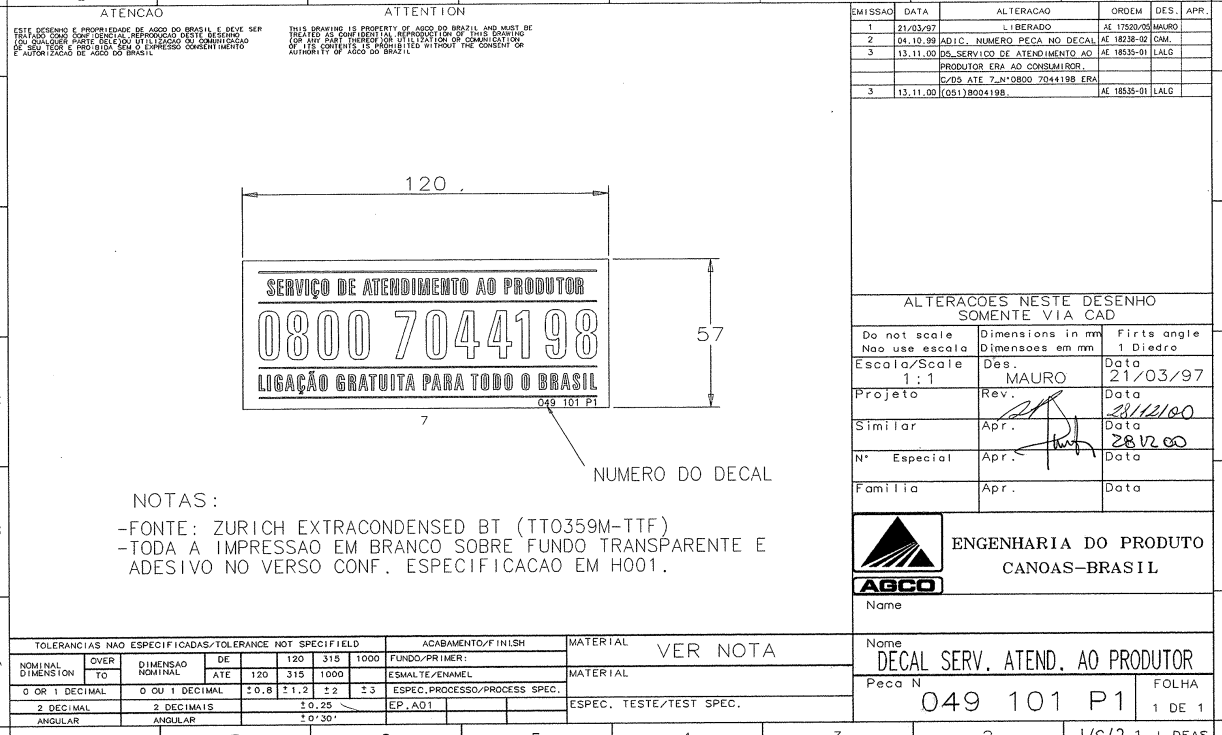 ATENCAO
ESTE DESENHO E PROPRIEDADE DE AGCO DO BRASIL E DEVE SER
TRATADO COMO CONFIDENCIAL.REPRODUCAO DESTE DESENHO
(OU QUALQUER PARTE DELE)OU UTILIZACAO OU COMUNICACAO
DE SEU TEOR E PROIBIDA SEM O EXPRESSO CONSENTIMENTO
E AUTORIZACAO DE AGCO DO BRASIL
ATTENTION
THIS DRAWING IS PROPERTY OF AGCO DO BRAZIL AND MUST BE
TREATED AS CONFIDENTIAL.REPRODUCTION OF THIS DRAWING
(OR ANY PART THEREOF)OR UTILIZATION OR COMUNICATION
OF ITS CONTENTS IS PROHIBITED WITHOUT THE CONSENT OR
AUTHORITY OF AGCO DO BRAZIL
EMISSAO DATA ALTERACAO ORDEM DES. APR.
1 21/03/97 LIBERADO AE 17520/05 MAURO
2 04.10.99 ADIC. NUMERO PECA NO DECAL AE 18238-02 CAM.
3 13.11.00 D5_SERVICO DE ATENDIMENTO AO AE 18535-01 LALG
PRODUTOR ERA AO CONSUMIROR.
C/D5 ATE 7_N°0800 7044198 ERA
3 13.11.00 (051)8004198. AE 18535-01 LALG
120
SERVIÇO DE ATENDIMENTO AO PRODUTOR
0800 7044198
LIGAÇÃO GRATUITA PARA TODO O BRASIL
049 101 P1
57
7
NUMERO DO DECAL
NOTAS:
-FONTE: ZURICH EXTRACONDENSED BT (TT0359M-TTF)
-TODA A IMPRESSAO EM BRANCO SOBRE FUNDO TRANSPARENTE E
ADESIVO NO VERSO CONF. ESPECIFICACAO EM H001.
ALTERACOES NESTE DESENHO
SOMENTE VIA CAD
Do not scale Dimensions in mm Firts angle
Nao use escala Dimensoes em mm 1 Diedro
Escala/Scale Des. Data
1:1 MAURO 21/03/97
Projeto Rev. Data
28/12/00
Similar Apr. Data
28 12 00
N° Especial Apr. Data
Familia Apr. Data
AGCO
ENGENHARIA DO PRODUTO
CANOAS-BRASIL
Name
Nome
DECAL SERV. ATEND. AO PRODUTOR
Peca N FOLHA
049 101 P1 1 DE 1
TOLERANCIAS NAO ESPECIFICADAS/TOLERANCE NOT SPECIFIELD
NOMINAL DIMENSION OVER DIMENSAO NOMINAL DE 120 315 1000
TO ATE 120 315 1000
0 OR 1 DECIMAL 0 OU 1 DECIMAL ±0.8 ±1.2 ±2 ±3
2 DECIMAL 2 DECIMAIS ±0.25
ANGULAR ANGULAR ±0°30'
ACABAMENTO/FINISH
FUNDO/PRIMER:
ESMALTE/ENAMEL
ESPEC.PROCESSO/PROCESS SPEC.
EP.A01
MATERIAL VER NOTA
MATERIAL
ESPEC. TESTE/TEST SPEC.